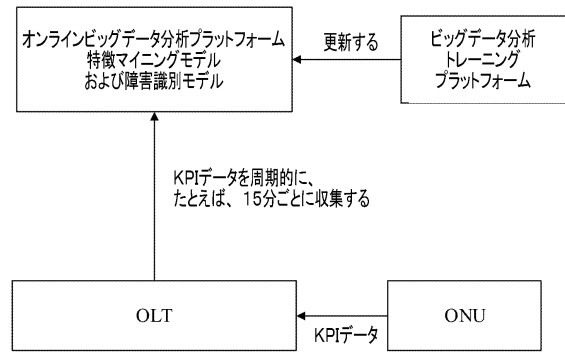 オンラインビッグデータ分析プラットフォーム
特徴マイニングモデル
および障害識別モデル
更新する
ビッグデータ分析
トレーニング
プラットフォーム
KPIデータを周期的に、
たとえば、15分ごとに収集する
OLT
KPIデータ
ONU